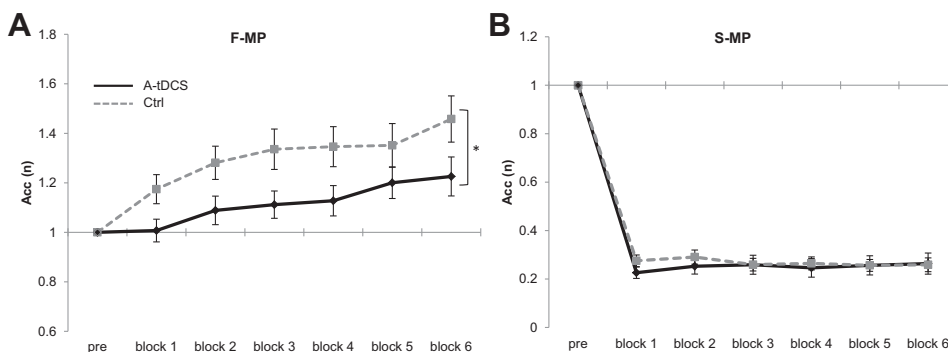 A
F-MP
1.8
1.6
1.4
1.2
1
0.8
0.6
Acc (n)
A-tDCS
Ctrl
*
pre block 1 block 2 block 3 block 4 block 5 block 6
B
S-MP
1.2
1
0.8
0.6
0.4
0.2
0
Acc (n)
pre block 1 block 2 block 3 block 4 block 5 block 6